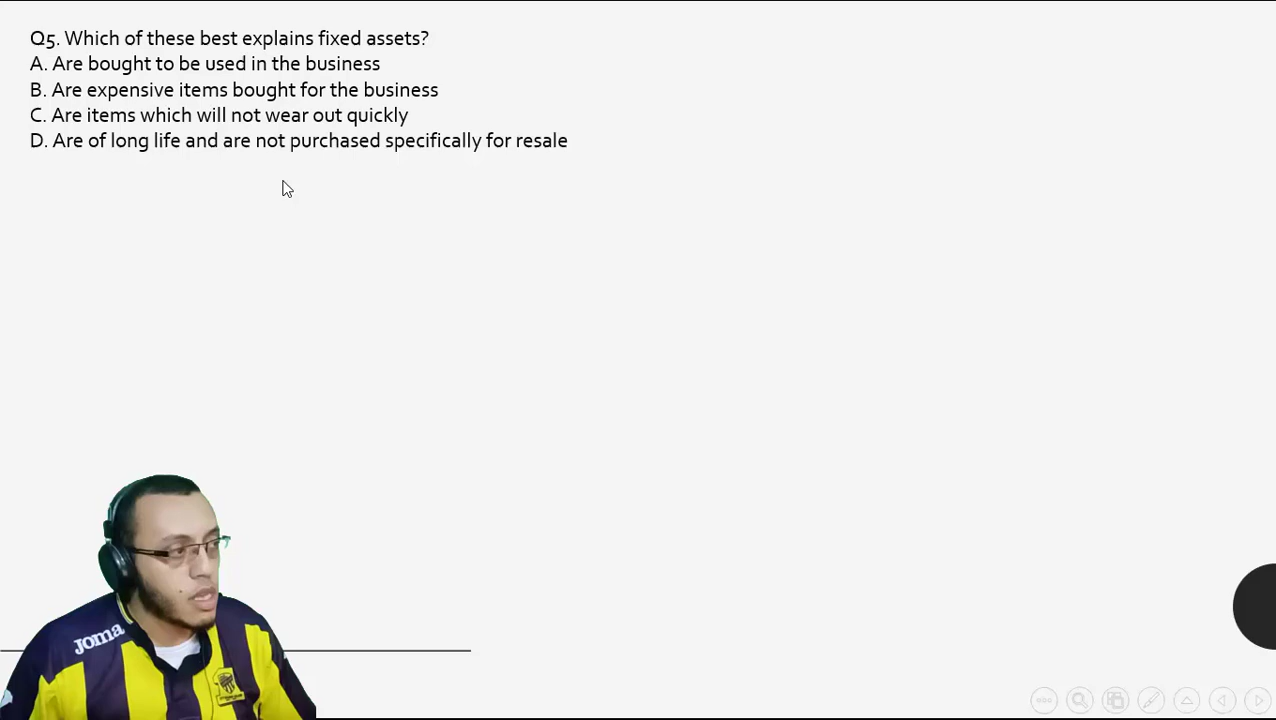 Q5. Which of these best explains fixed assets?
A. Are bought to be used in the business
B. Are expensive items bought for the business
C. Are items which will not wear out quickly
D. Are of long life and are not purchased specifically for resale
JOMA